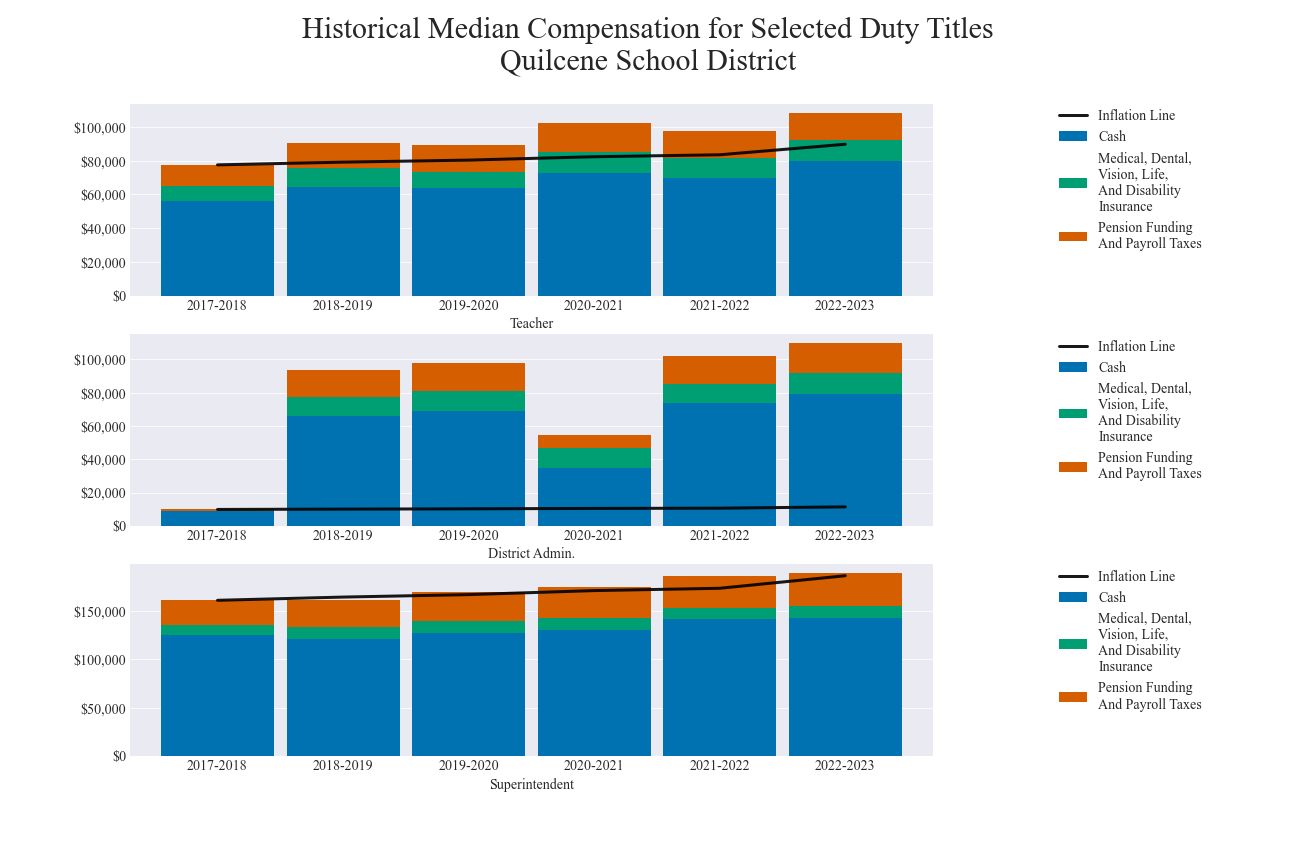 Historical Median Compensation for Selected Duty Titles
Quilcene School District
$100,000
$80,000
$60,000
$40,000
$20,000
$0
2017-2018
2018-2019
2019-2020
2020-2021
2021-2022
2022-2023
Teacher
Inflation Line
Cash
Medical, Dental,
Vision, Life,
And Disability
Insurance
Pension Funding
And Payroll Taxes
$100,000
$80,000
$60,000
$40,000
$20,000
$0
2017-2018
2018-2019
2019-2020
2020-2021
2021-2022
2022-2023
District Admin.
Inflation Line
Cash
Medical, Dental,
Vision, Life,
And Disability
Insurance
Pension Funding
And Payroll Taxes
$150,000
$100,000
$50,000
$0
2017-2018
2018-2019
2019-2020
2020-2021
2021-2022
2022-2023
Superintendent
Inflation Line
Cash
Medical, Dental,
Vision, Life,
And Disability
Insurance
Pension Funding
And Payroll Taxes